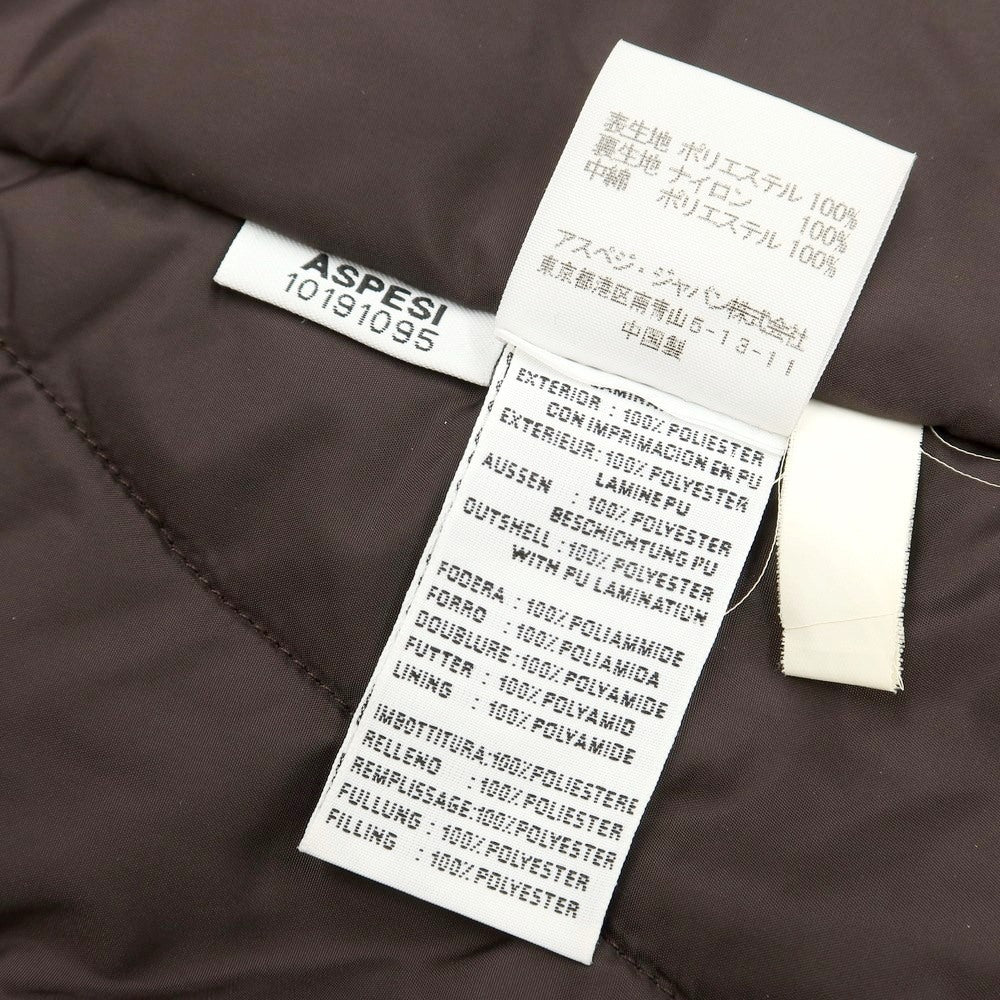 表生地 ポリエステル 100%
裏生地 ナイロン 100%
中綿 ポリエステル 100%
アスペジ・ジャパン株式会社
東京都港区南青山5-13-11
中国製
ASPESI
10191095
EXTERIOR : 100% POLIESTER
CON IMPRIMACION EN PU
EXTERIEUR: 100% POLYESTER
LAMINE PU
AUSSEN : 100% POLYESTER
BESCHICHTUNG PU
OUTSHELL : 100% POLYESTER
WITH PU LAMINATION
FODERA : 100% POLIAMMIDE
FORRO : 100% POLIAMIDA
DOUBLURE: 100% POLYAMIDE
FUTTER : 100% POLYAMID
LINING : 100% POLYAMIDE
IMBOTTITURA:100% POLIESTERE
RELLENO : 100% POLIESTER
REMPLISSAGE:100% POLYESTER
FULLUNG : 100% POLYESTER
FILLING : 100% POLYESTER